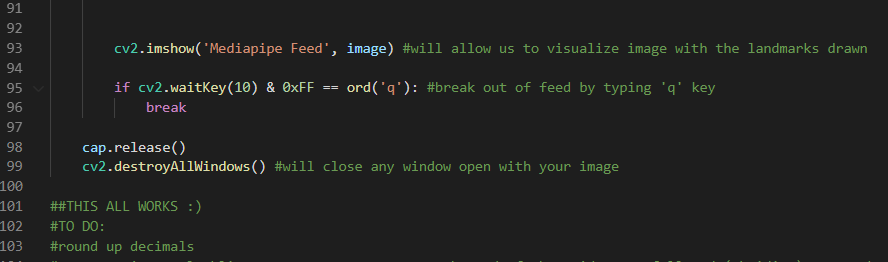 91
92
93 cv2.imshow('Mediapipe Feed', image) #will allow us to visualize image with the landmarks drawn
94
95 if cv2.waitKey(10) & 0xFF == ord('q'): #break out of feed by typing 'q' key
96 break
97
98 cap.release()
99 cv2.destroyAllWindows() #will close any window open with your image
100
101 ##THIS ALL WORKS :)
102 #TO DO:
103 #round up decimals